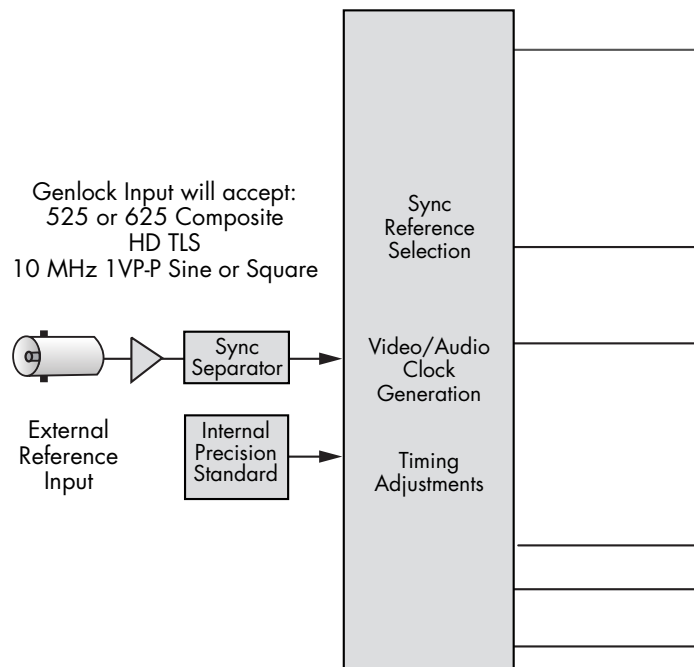 Genlock Input will accept:
525 or 625 Composite
HD TLS
10 MHz 1VP-P Sine or Square
External
Reference
Input
Sync
Separator
Internal
Precision
Standard
Sync
Reference
Selection
Video/Audio
Clock
Generation
Timing
Adjustments